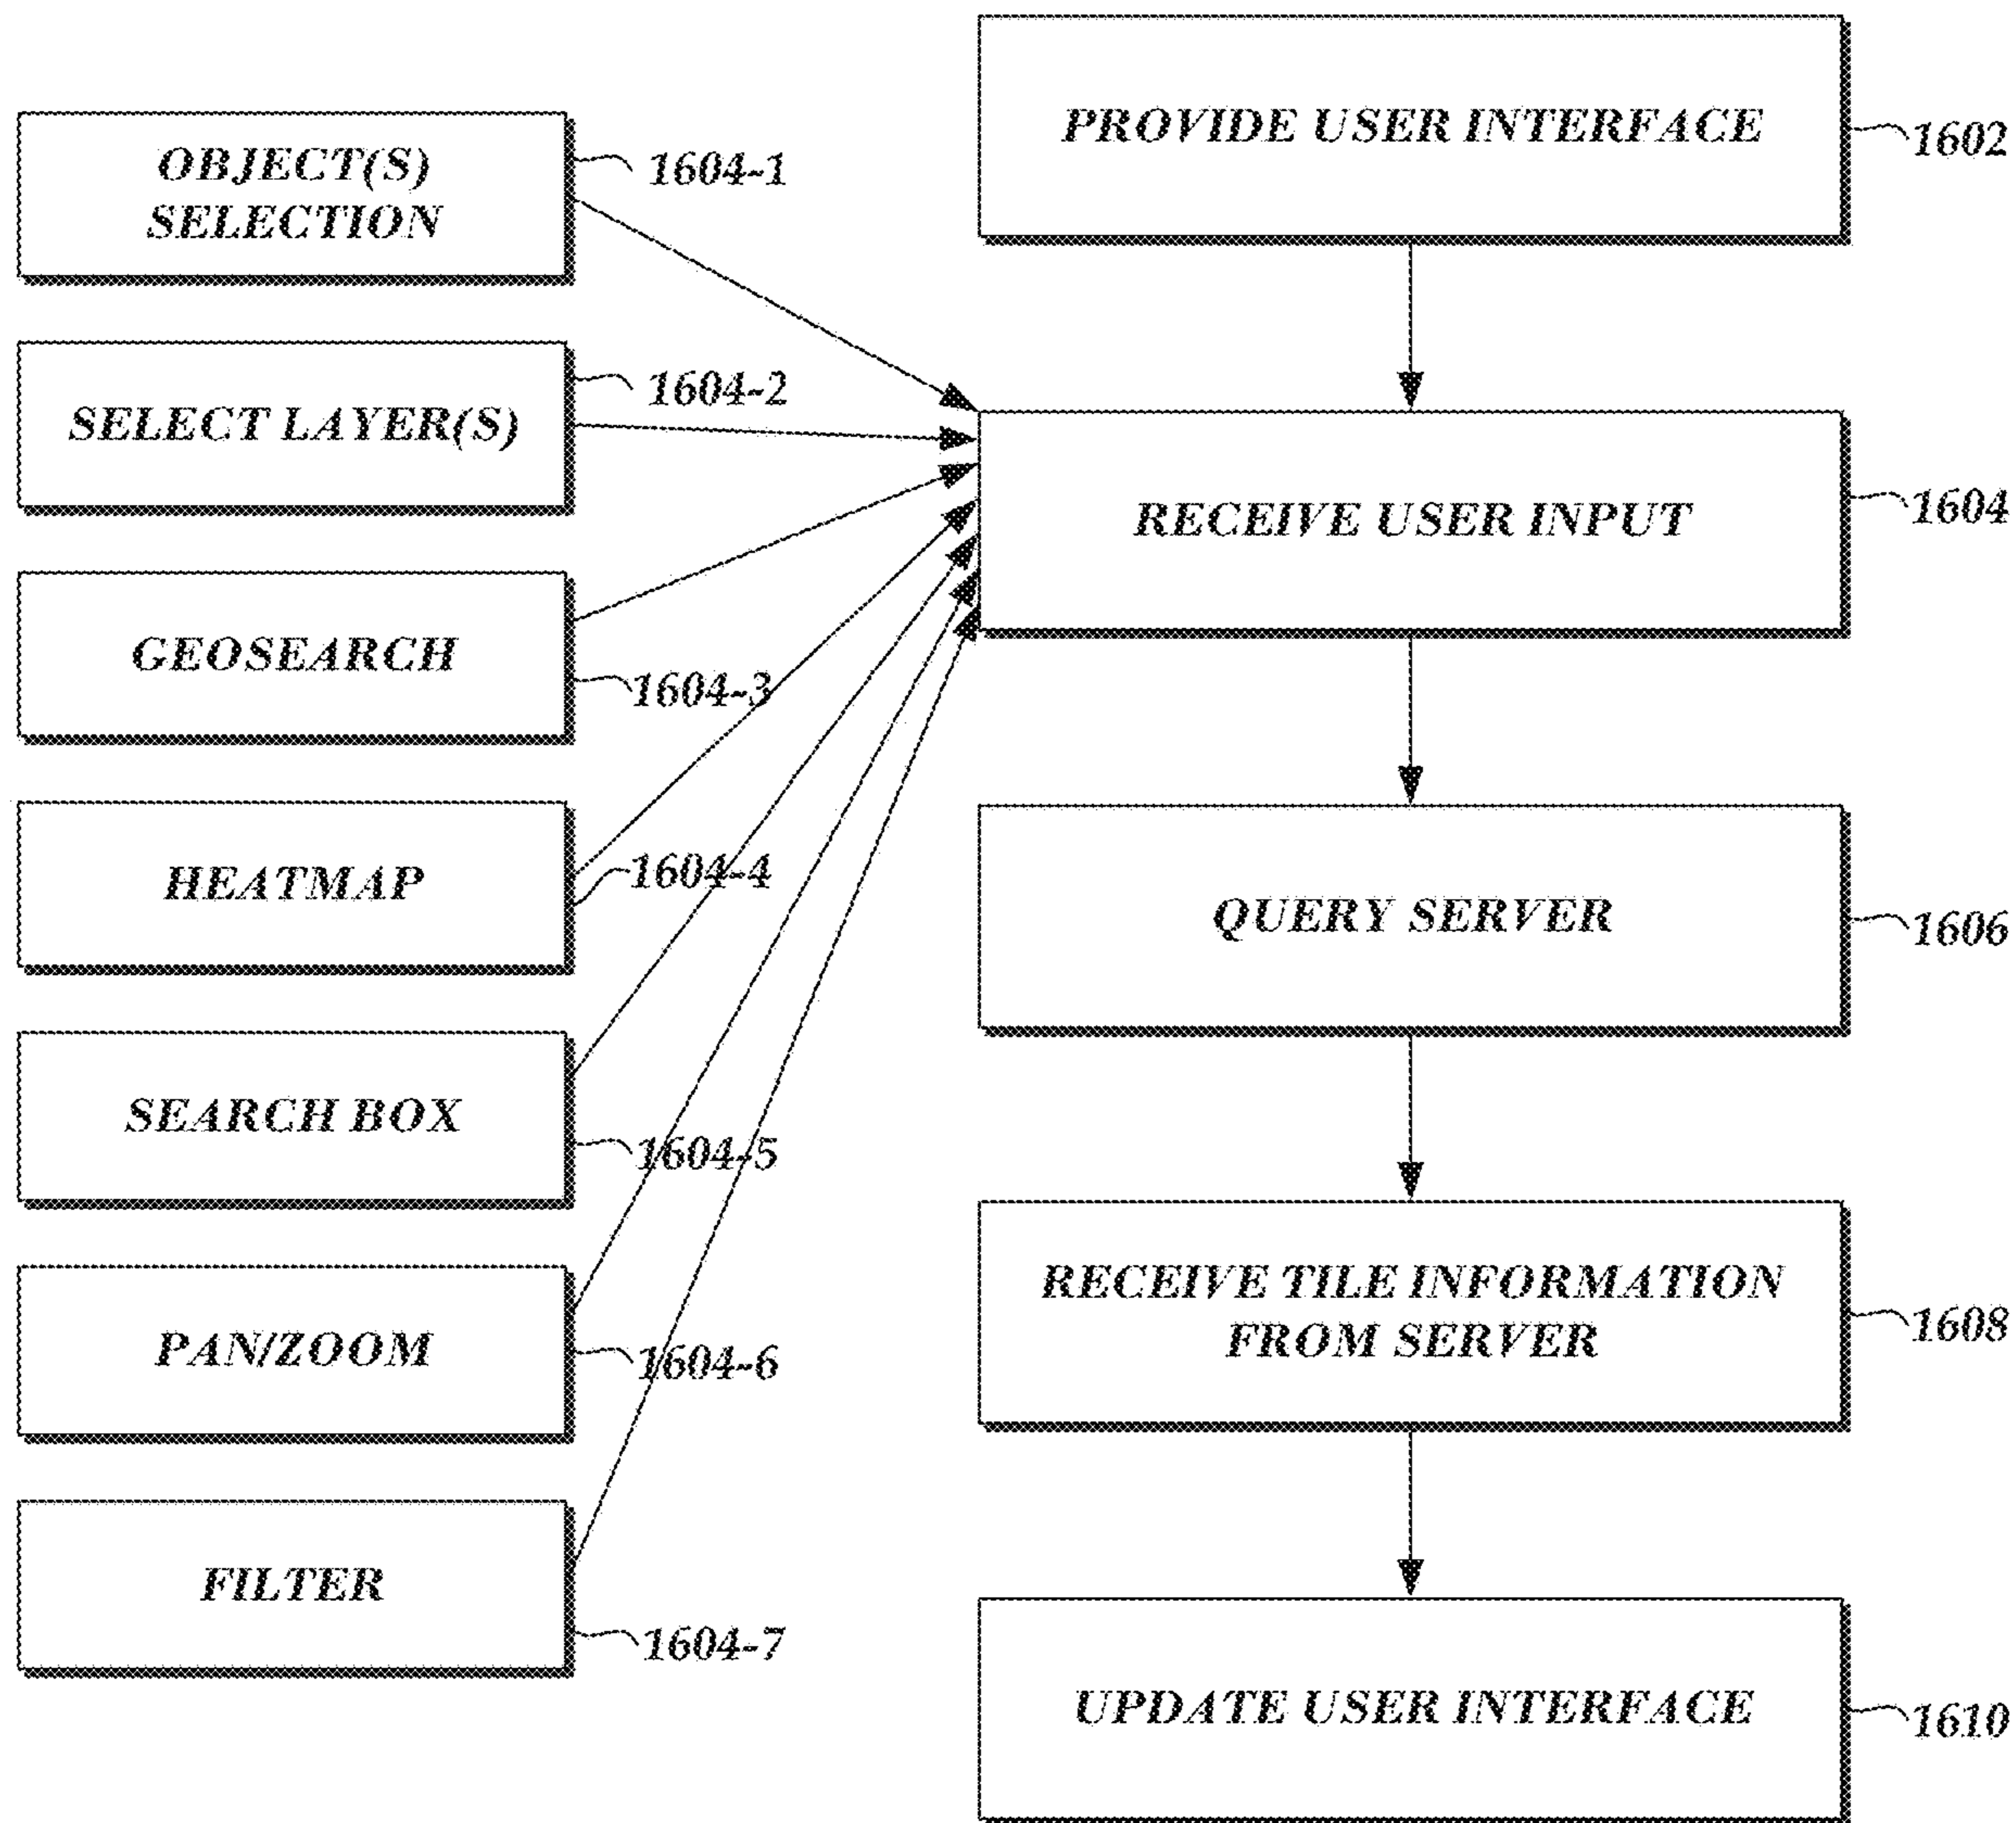 PROVIDE USER INTERFACE
1602
OBJECT(S)
SELECTION
1604-1
SELECT LAYER(S)
1604-2
GEOSEARCH
1604-3
HEATMAP
1604-4
SEARCH BOX
1604-5
PAN/ZOOM
1604-6
FILTER
1604-7
RECEIVE USER INPUT
1604
QUERY SERVER
1606
RECEIVE TILE INFORMATION
FROM SERVER
1608
UPDATE USER INTERFACE
1610